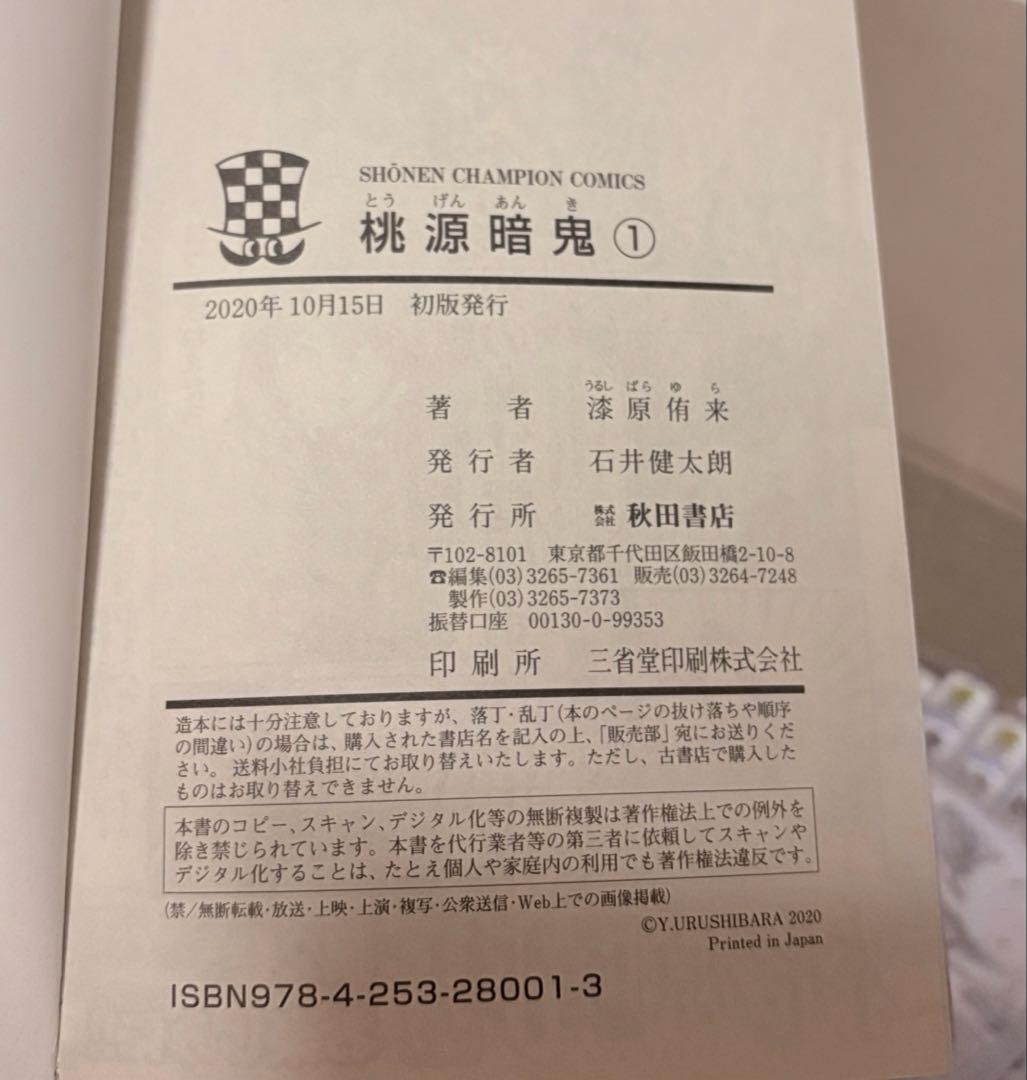 SHŌNEN CHAMPION COMICS
とう げん あん き
桃源暗鬼①
2020年10月15日 初版発行
うるし ばら ゆ ら
著者 漆原侑来
発行者 石井健太朗
発行所 株式会社 秋田書店
〒102-8101 東京都千代田区飯田橋2-10-8
☎編集(03)3265-7361 販売(03)3264-7248
製作(03)3265-7373
振替口座 00130-0-99353
印刷所 三省堂印刷株式会社
造本には十分注意しておりますが、落丁・乱丁(本のページの抜け落ちや順序
の間違い)の場合は、購入された書店名を記入の上、「販売部」宛にお送りくだ
さい。送料小社負担にてお取り替えいたします。ただし、古書店で購入した
ものはお取り替えできません。
本書のコピー、スキャン、デジタル化等の無断複製は著作権法上での例外を
除き禁じられています。本書を代行業者等の第三者に依頼してスキャンや
デジタル化することは、たとえ個人や家庭内の利用でも著作権法違反です。
(禁/無断転載・放送・上映・上演・複写・公衆送信・Web上での画像掲載)
©Y.URUSHIBARA 2020
Printed in Japan
ISBN978-4-253-28001-3